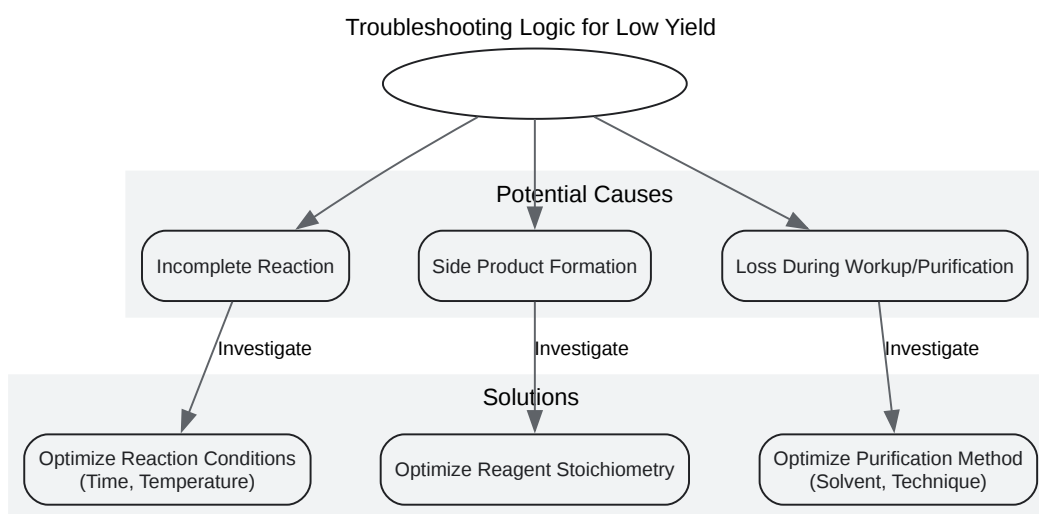 Troubleshooting Logic for Low Yield
Potential Causes
Incomplete Reaction
Side Product Formation
Loss During Workup/Purification
Investigate
Investigate
Investigate
Solutions
Optimize Reaction Conditions
(Time, Temperature)
Optimize Reagent Stoichiometry
Optimize Purification Method
(Solvent, Technique)